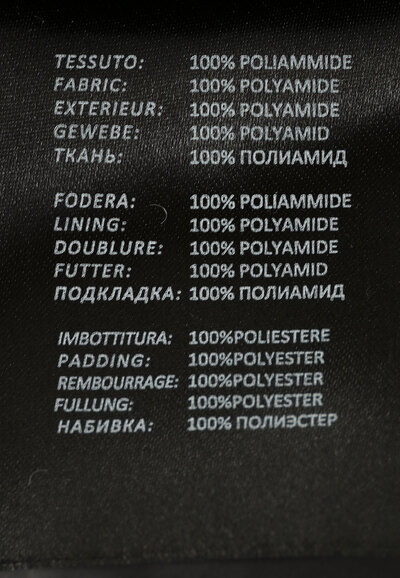 TESSUTO: 100% POLIAMMIDE
FABRIC: 100% POLYAMIDE
EXTERIEUR: 100% POLYAMIDE
GEWEBE: 100% POLYAMID
ТКАНЬ: 100% ПОЛИАМИД
FODERA: 100% POLIAMMIDE
LINING: 100% POLYAMIDE
DOUBLURE: 100% POLYAMIDE
FUTTER: 100% POLYAMID
ПОДКЛАДКА: 100% ПОЛИАМИД
IMBOTTITURA: 100%POLIESTERE
PADDING: 100%POLYESTER
REMBOURRAGE: 100%POLYESTER
FULLUNG: 100%POLYESTER
НАБИВКА: 100% ПОЛИЭСТЕР